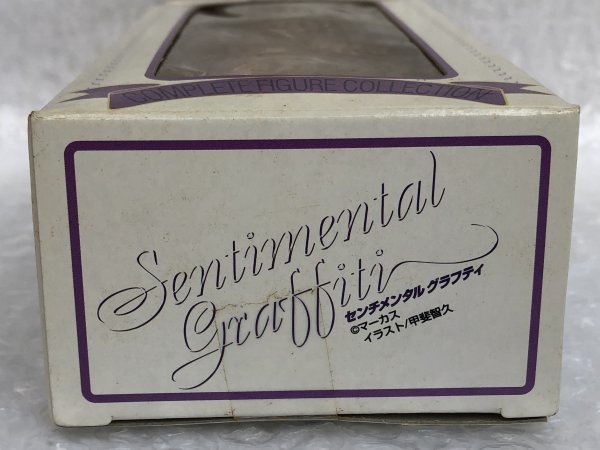 COMPLETE FIGURE COLLECTION
Sentimental
Graffiti
センチメンタル グラフティ
©マーカス
イラスト/甲斐智久